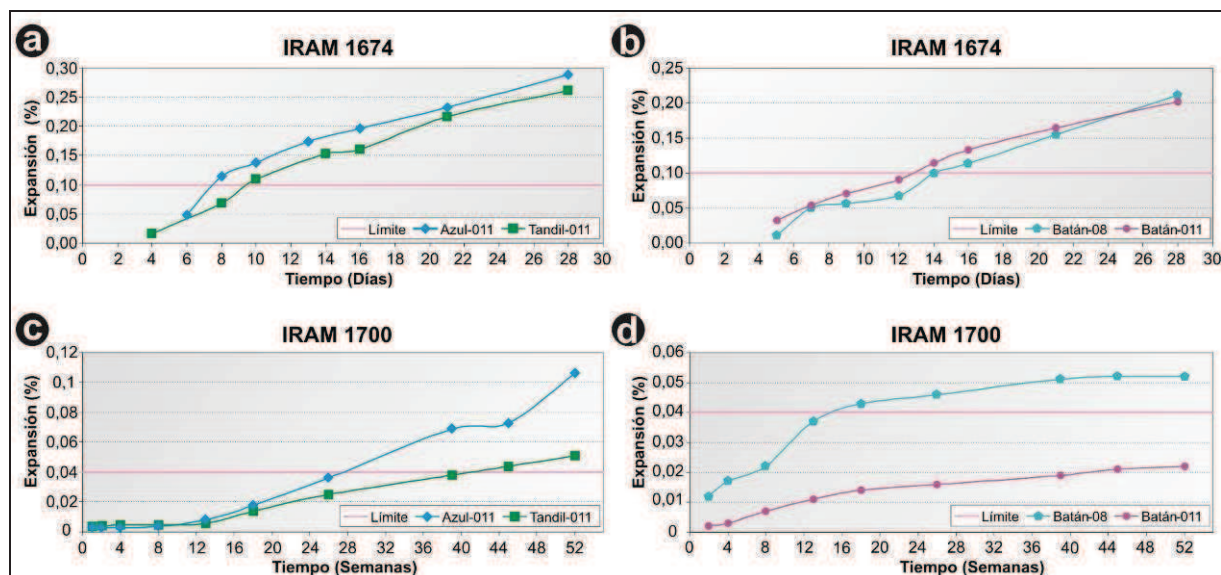 a
IRAM 1674
Expansión (%)
0,30
0,25
0,20
0,15
0,10
0,05
0,00
0 2 4 6 8 10 12 14 16 18 20 22 24 26 28 30
Límite Azul-011 Tandil-011
Tiempo (Días)
b
IRAM 1674
Expansión (%)
0,25
0,20
0,15
0,10
0,05
0,00
0 2 4 6 8 10 12 14 16 18 20 22 24 26 28 30
Límite Batán-08 Batán-011
Tiempo (Días)
c
IRAM 1700
Expansión (%)
0,12
0,1
0,08
0,06
0,04
0,02
0
0 4 8 12 16 20 24 28 32 36 40 44 48 52
Límite Azul-011 Tandil-011
Tiempo (Semanas)
d
IRAM 1700
Expansión (%)
0,06
0,05
0,04
0,03
0,02
0,01
0
0 4 8 12 16 20 24 28 32 36 40 44 48 52
Límite Batán-08 Batán-011
Tiempo (Semanas)